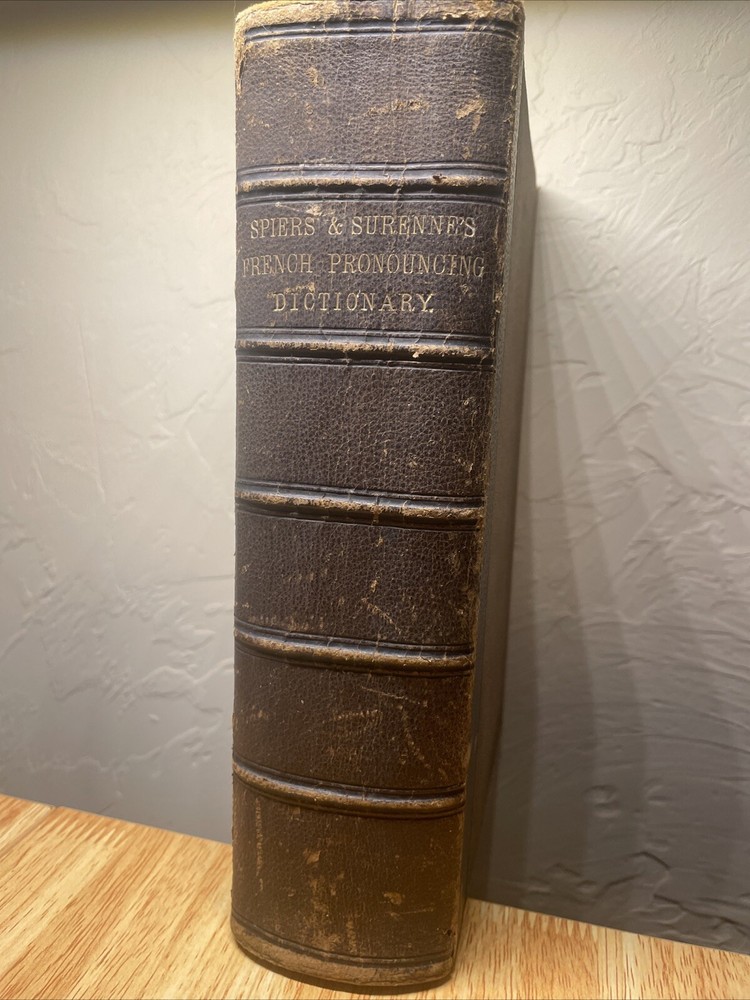 SPIERS & SURENNE'S
FRENCH PRONOUNCING
DICTIONARY.